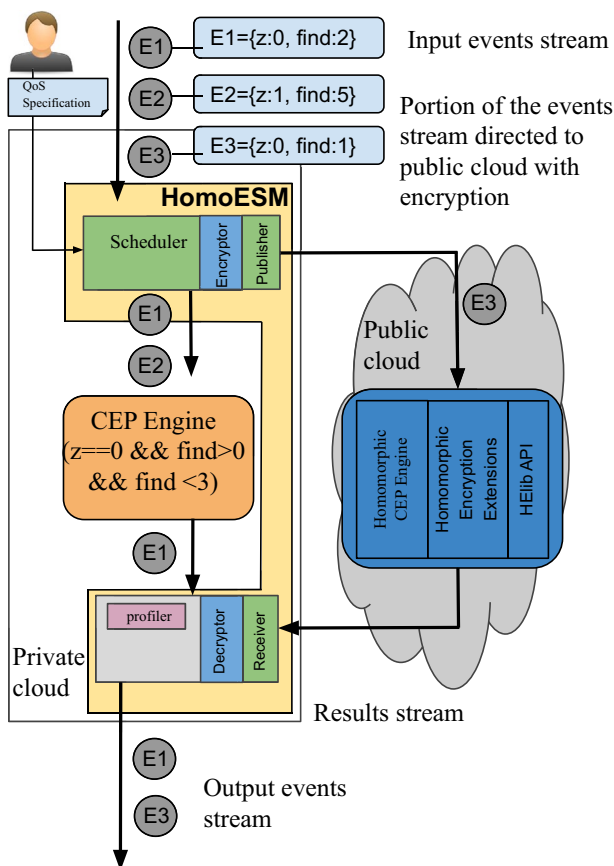 E1
E1={z:0, find:2}
Input events stream
QoS
Specification
E2
E2={z:1, find:5}
Portion of the events
stream directed to
public cloud with
encryption
E3
E3={z:0, find:1}
HomoESM
Scheduler
Encryptor
Publisher
E1
E2
E3
Public
cloud
CEP Engine
(z==0 && find>0
&& find <3)
Homomorphic
CEP Engine
Homomorphic
Encryption
Extensions
HElib API
E1
profiler
Decryptor
Receiver
Private
cloud
Results stream
E1
E3
Output events
stream